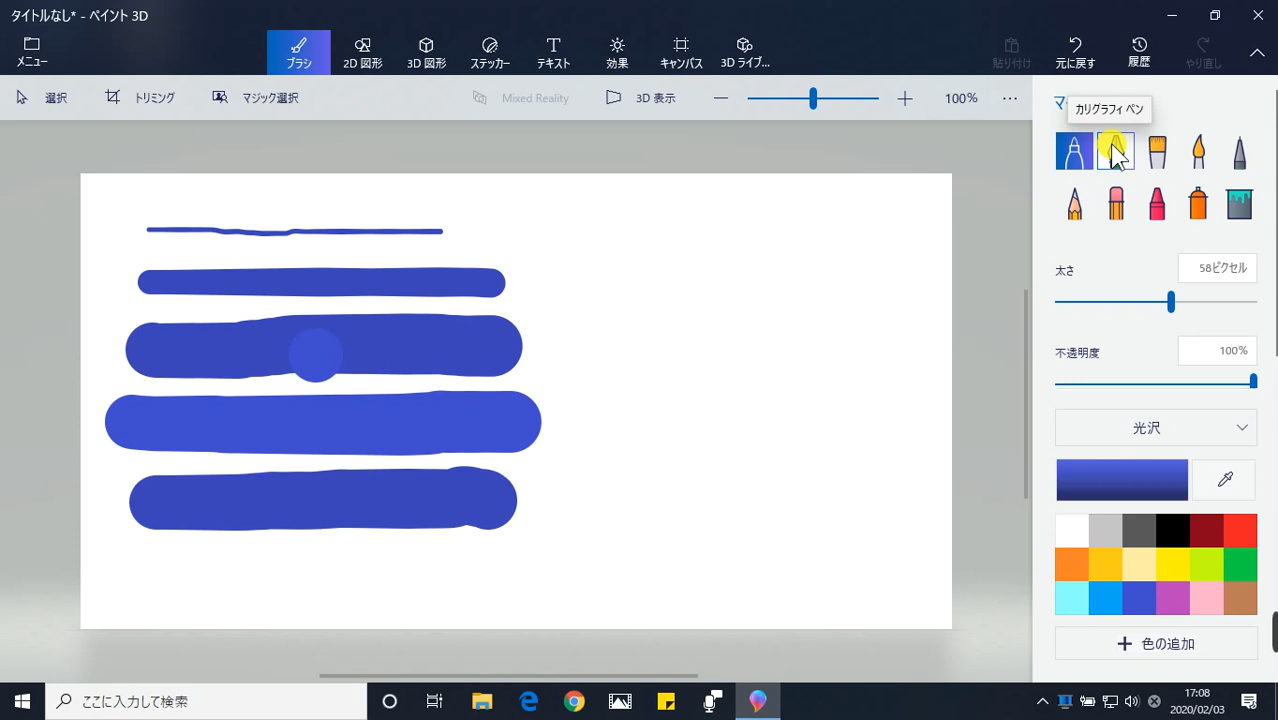 タイトルなし* - ペイント 3D
メニュー
ブラシ
2D 図形
3D 図形
ステッカー
テキスト
効果
キャンバス
3D ライブ...
貼り付け
元に戻す
履歴
やり直し
選択
トリミング
マジック選択
Mixed Reality
3D 表示
100%
カリグラフィ ペン
太さ
58ピクセル
不透明度
100%
光沢
色の追加
ここに入力して検索
17:08
2020/02/03